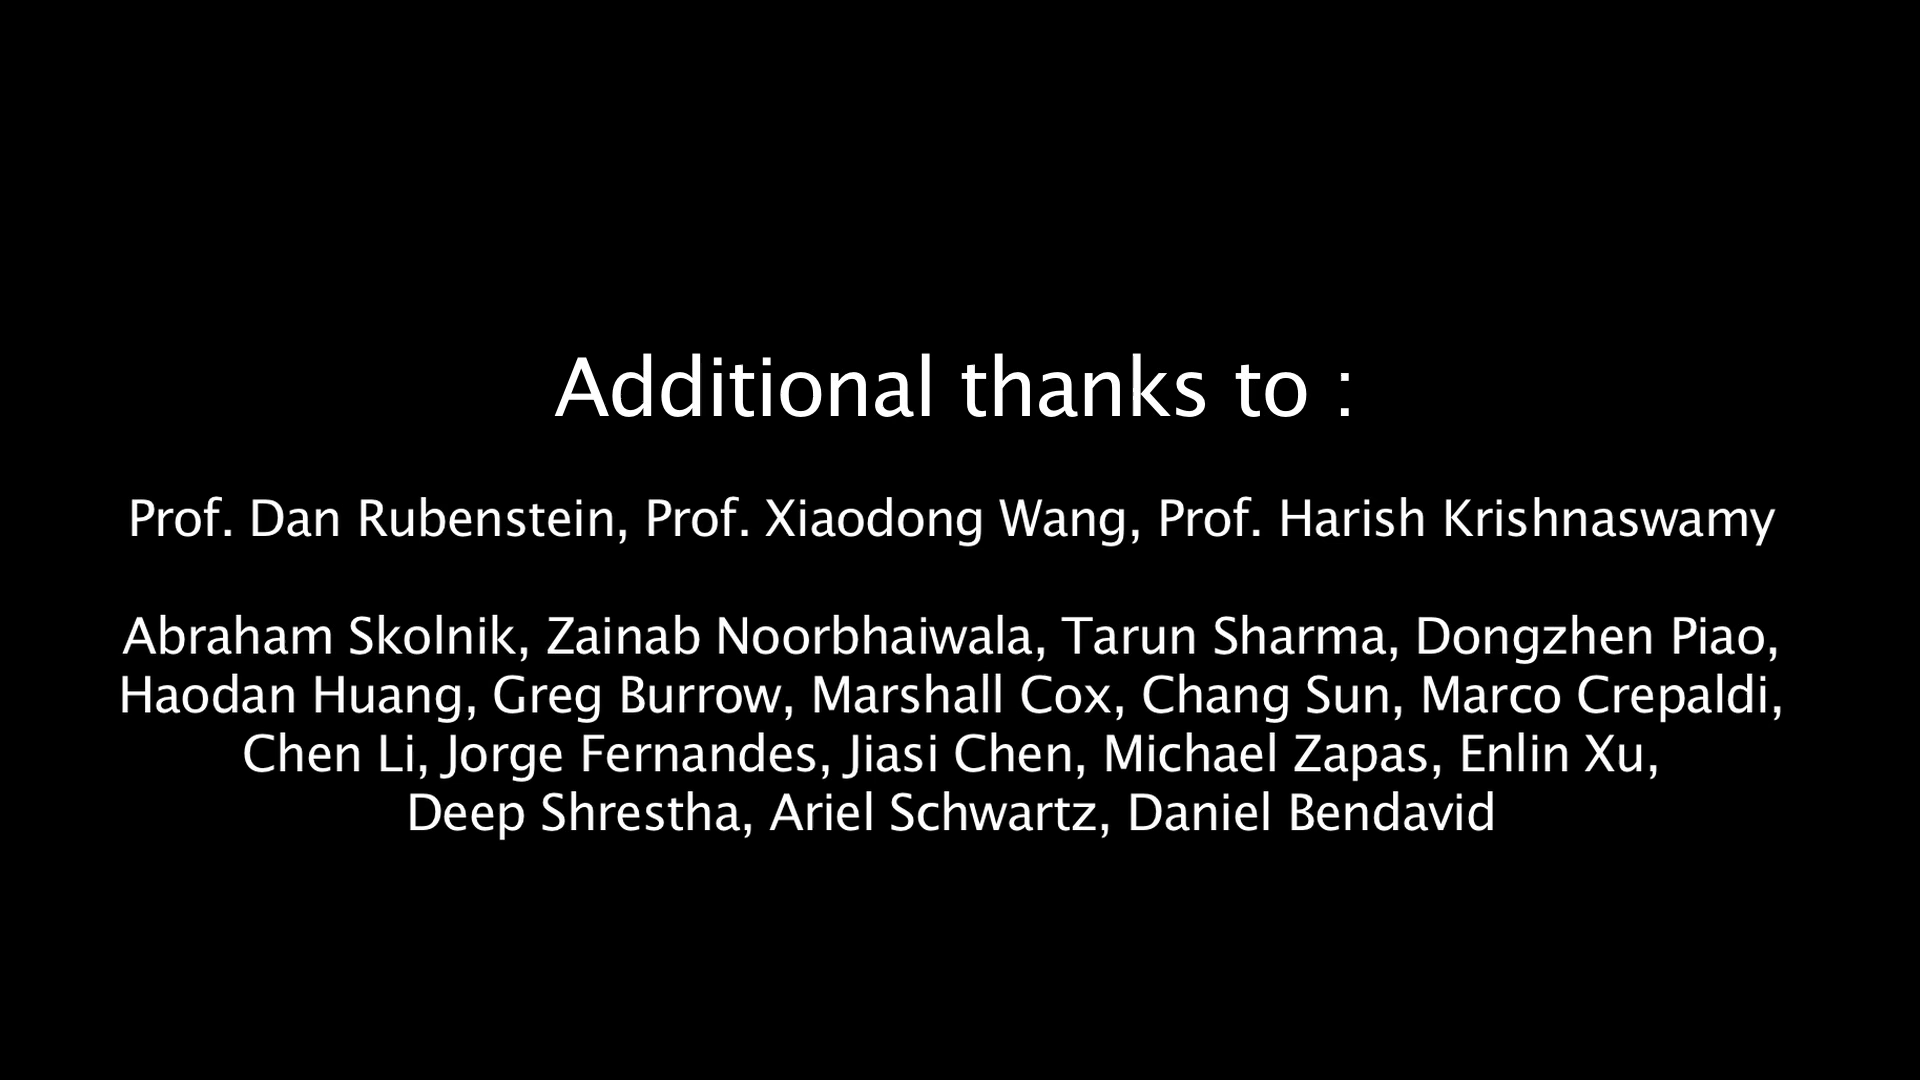 Additional thanks to :
Prof. Dan Rubenstein, Prof. Xiaodong Wang, Prof. Harish Krishnaswamy
Abraham Skolnik, Zainab Noorbhaiwala, Tarun Sharma, Dongzhen Piao,
Haodan Huang, Greg Burrow, Marshall Cox, Chang Sun, Marco Crepaldi,
Chen Li, Jorge Fernandes, Jiasi Chen, Michael Zapas, Enlin Xu,
Deep Shrestha, Ariel Schwartz, Daniel Bendavid